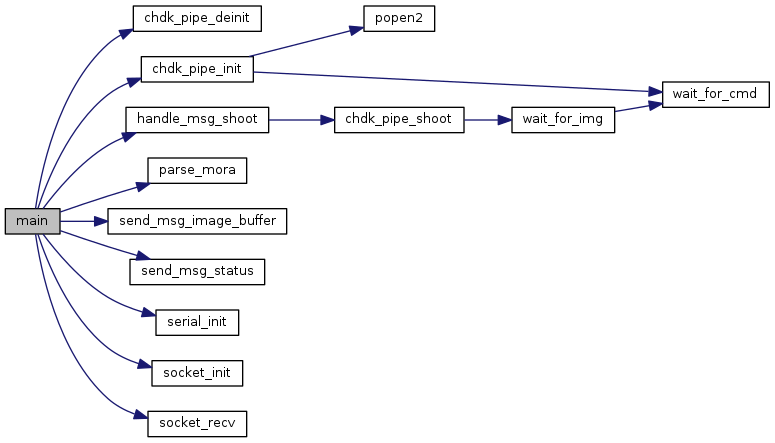 chdk_pipe_deinit
popen2
chdk_pipe_init
wait_for_cmd
handle_msg_shoot
chdk_pipe_shoot
wait_for_img
parse_mora
main
send_msg_image_buffer
send_msg_status
serial_init
socket_init
socket_recv